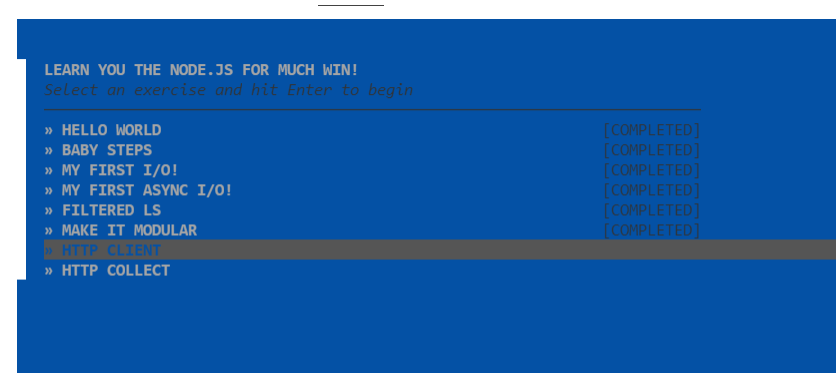 LEARN YOU THE NODE.JS FOR MUCH WIN!
Select an exercise and hit Enter to begin
» HELLO WORLD [COMPLETED]
» BABY STEPS [COMPLETED]
» MY FIRST I/O! [COMPLETED]
» MY FIRST ASYNC I/O! [COMPLETED]
» FILTERED LS [COMPLETED]
» MAKE IT MODULAR [COMPLETED]
» HTTP CLIENT
» HTTP COLLECT